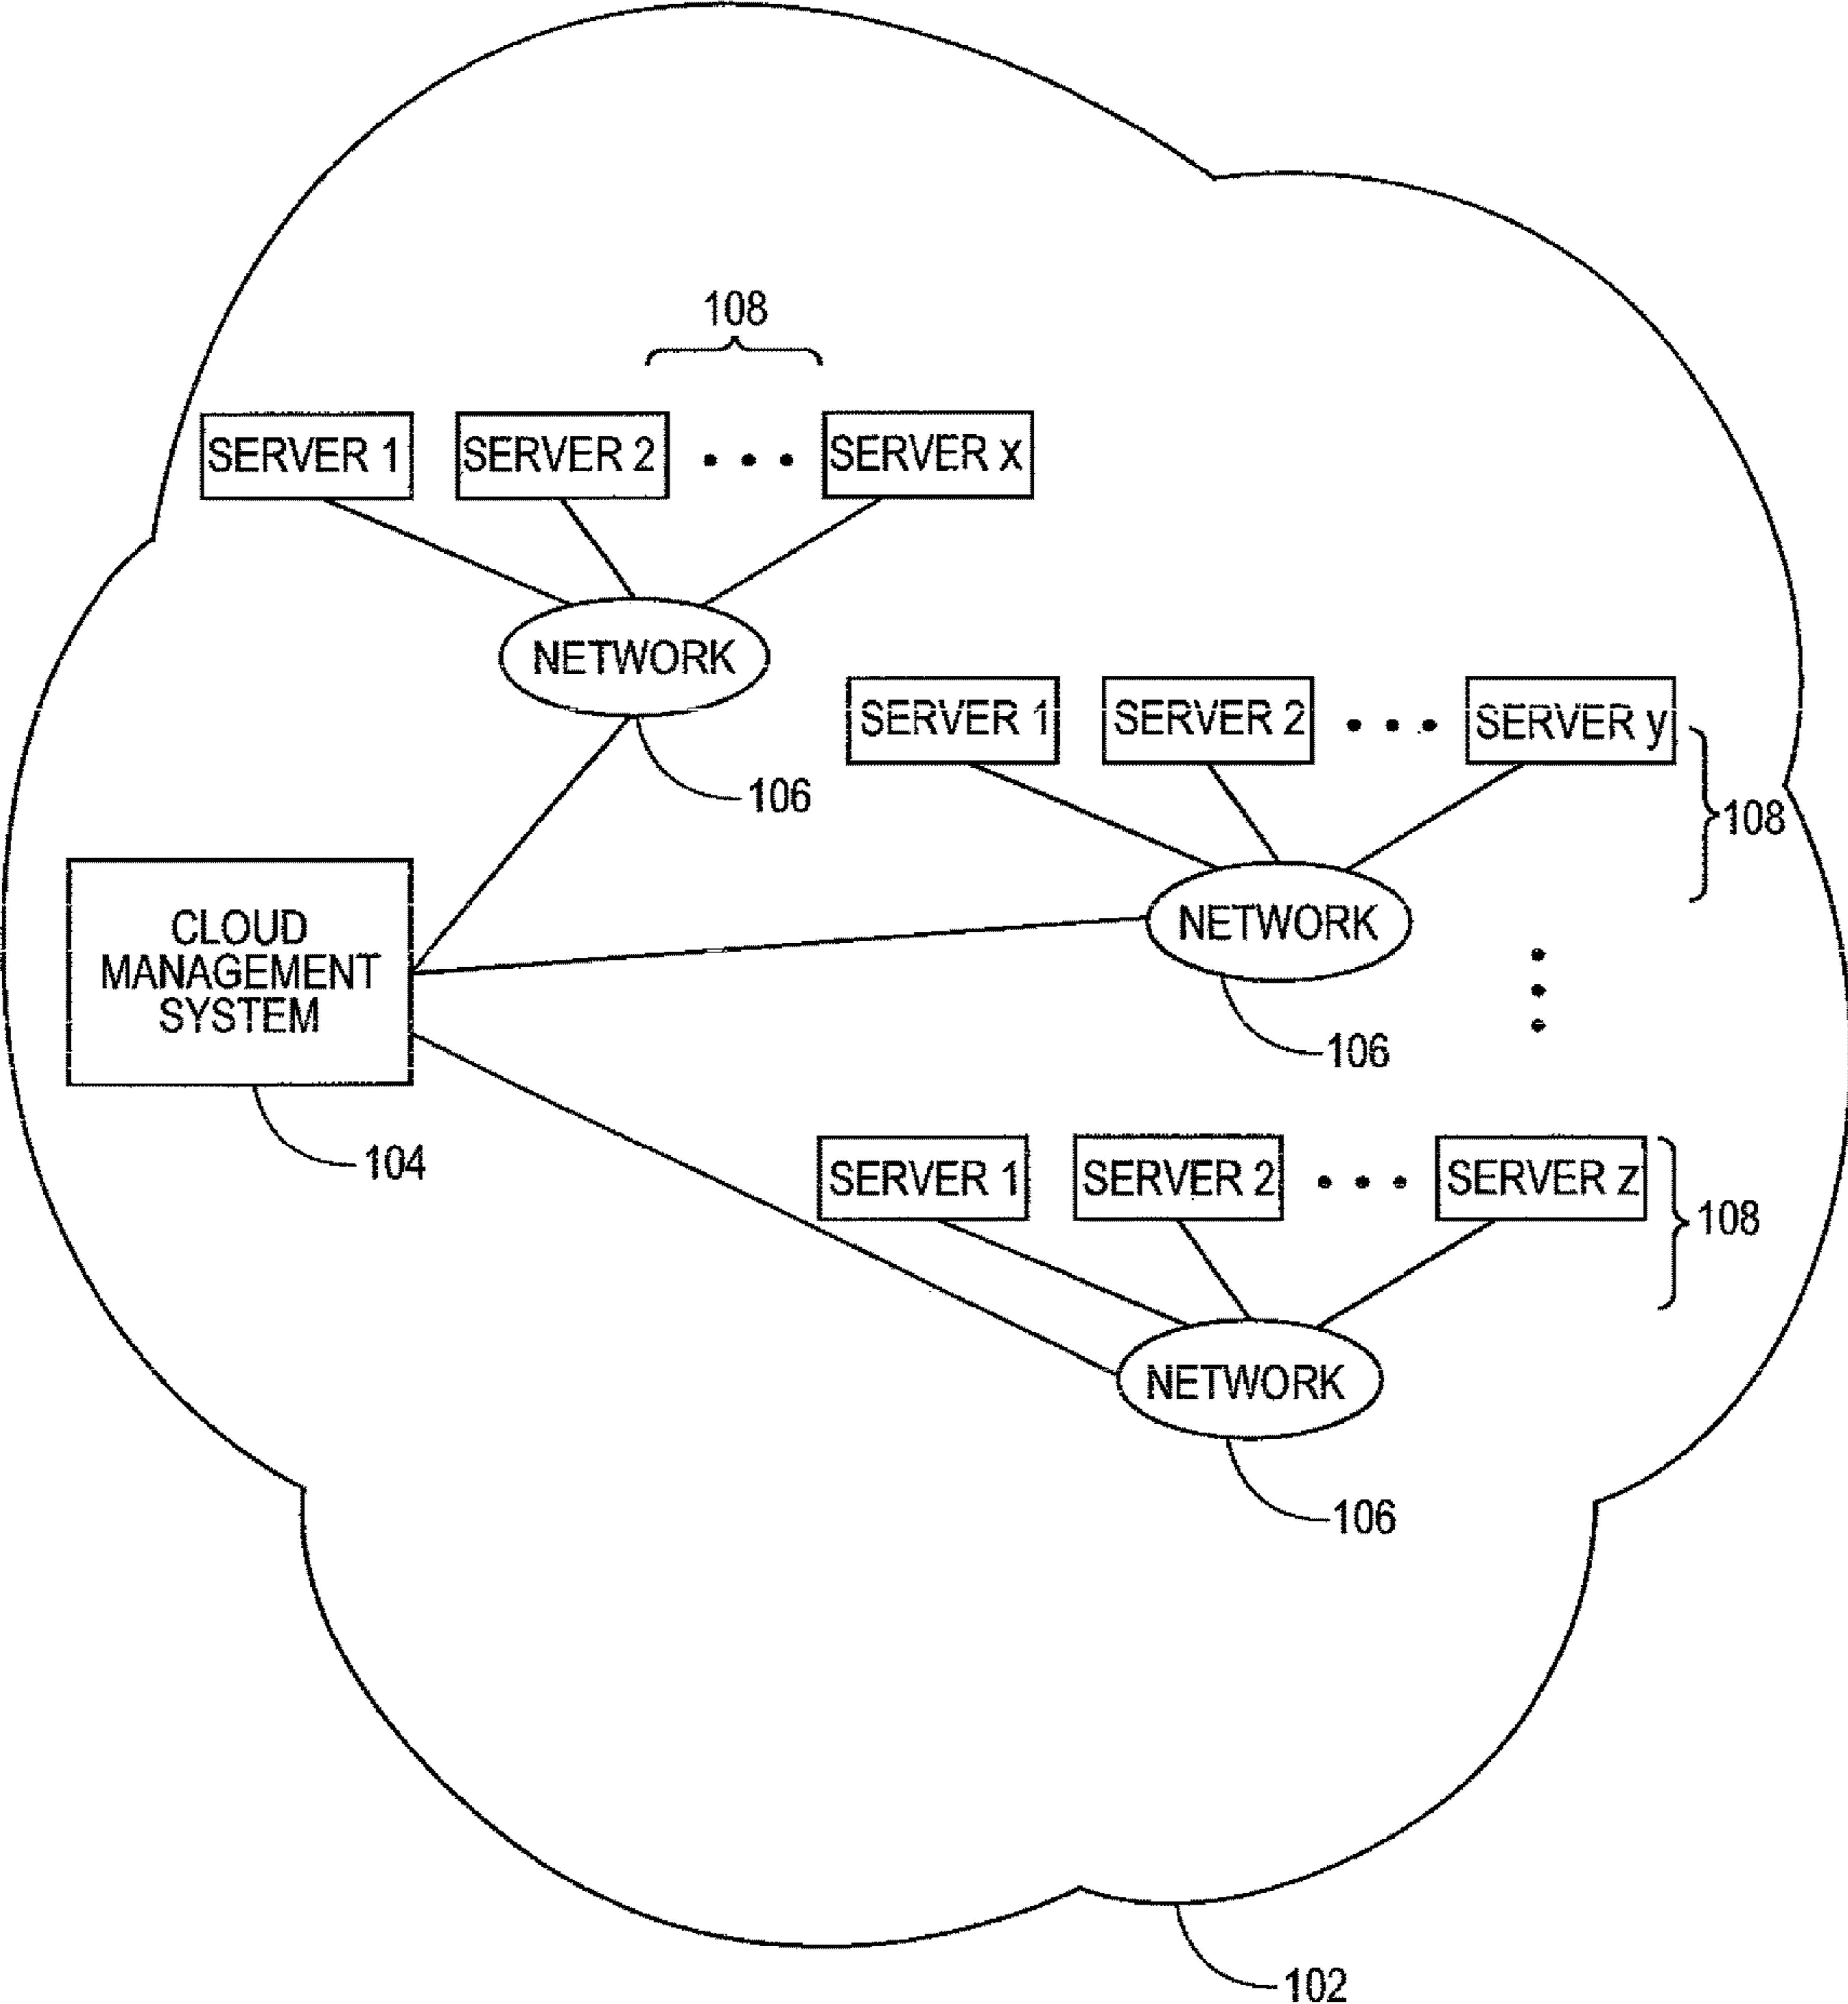 108
SERVER 1
SERVER 2
SERVER x
NETWORK
106
SERVER 1
SERVER 2
SERVER y
108
CLOUD
MANAGEMENT
SYSTEM
104
NETWORK
106
SERVER 1
SERVER 2
SERVER z
108
NETWORK
106
102